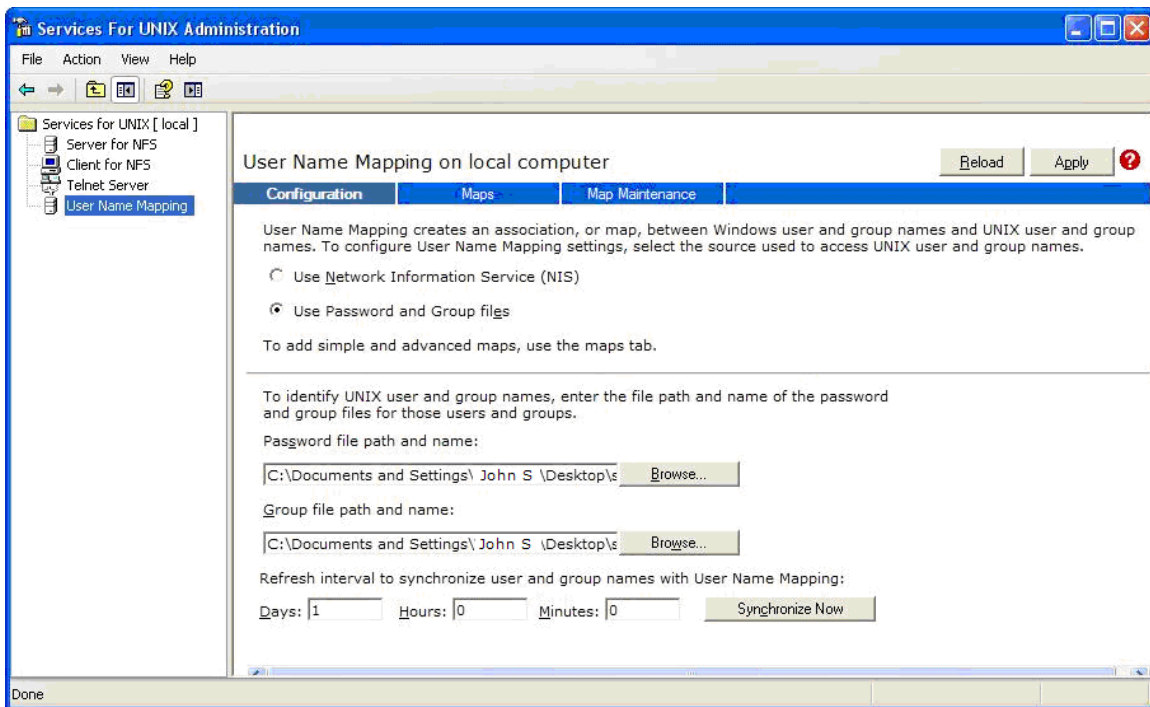 Services For UNIX Administration
File Action View Help
Services for UNIX [ local ]
Server for NFS
Client for NFS
Telnet Server
User Name Mapping
User Name Mapping on local computer
Reload Apply ?
Configuration Maps Map Maintenance
User Name Mapping creates an association, or map, between Windows user and group names and UNIX user and group
names. To configure User Name Mapping settings, select the source used to access UNIX user and group names.
Use Network Information Service (NIS)
Use Password and Group files
To add simple and advanced maps, use the maps tab.
To identify UNIX user and group names, enter the file path and name of the password
and group files for those users and groups.
Password file path and name:
C:\Documents and Settings\ John S \Desktop\s Browse...
Group file path and name:
C:\Documents and Settings\ John S \Desktop\s Browse...
Refresh interval to synchronize user and group names with User Name Mapping:
Days: 1 Hours: 0 Minutes: 0 Synchronize Now
Done